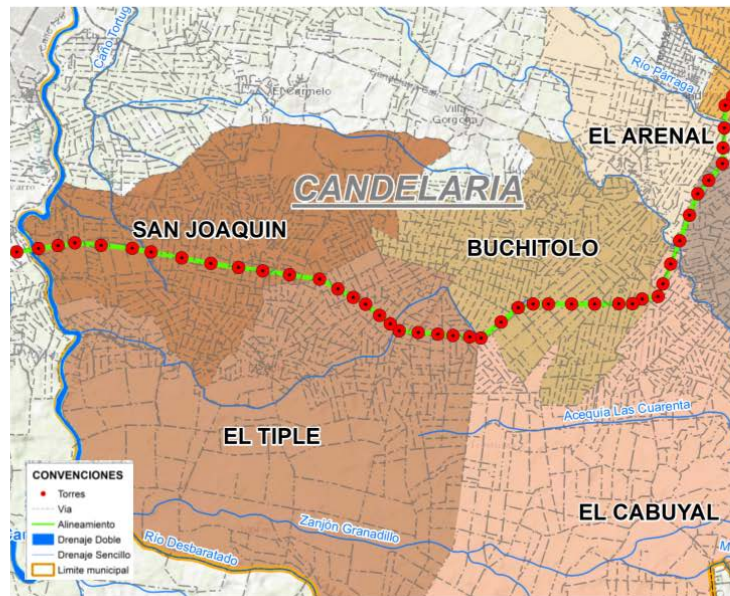 Caño Tortug
El Carmelo
Villa
Gorgona
Río Párraga
EL ARENAL
CANDELARIA
SAN JOAQUIN
BUCHITOLO
EL TIPLE
Acequia Las Cuarenta
EL CABUYAL
Zanjón Granadillo
Río Desbaratado
CONVENCIONES
Torres
Via
Alineamiento
Drenaje Doble
Drenaje Sencillo
Limite municipal